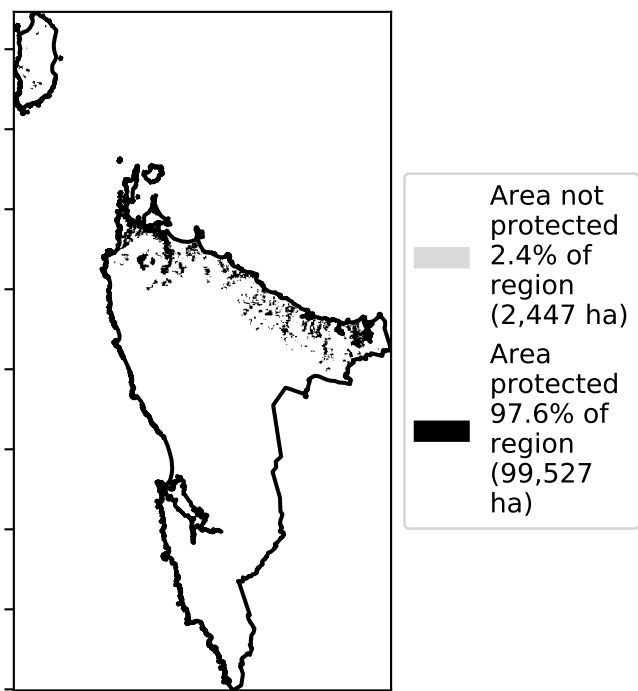 Area not
protected
2.4% of
region
(2,447 ha)
Area
protected
97.6% of
region
(99,527
ha)